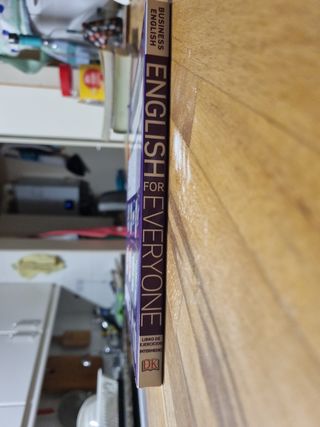 BUSINESS
ENGLISH
ENGLISH FOR EVERYONE
LIBRO DE
EJERCICIOS
INTERMEDIO
DK